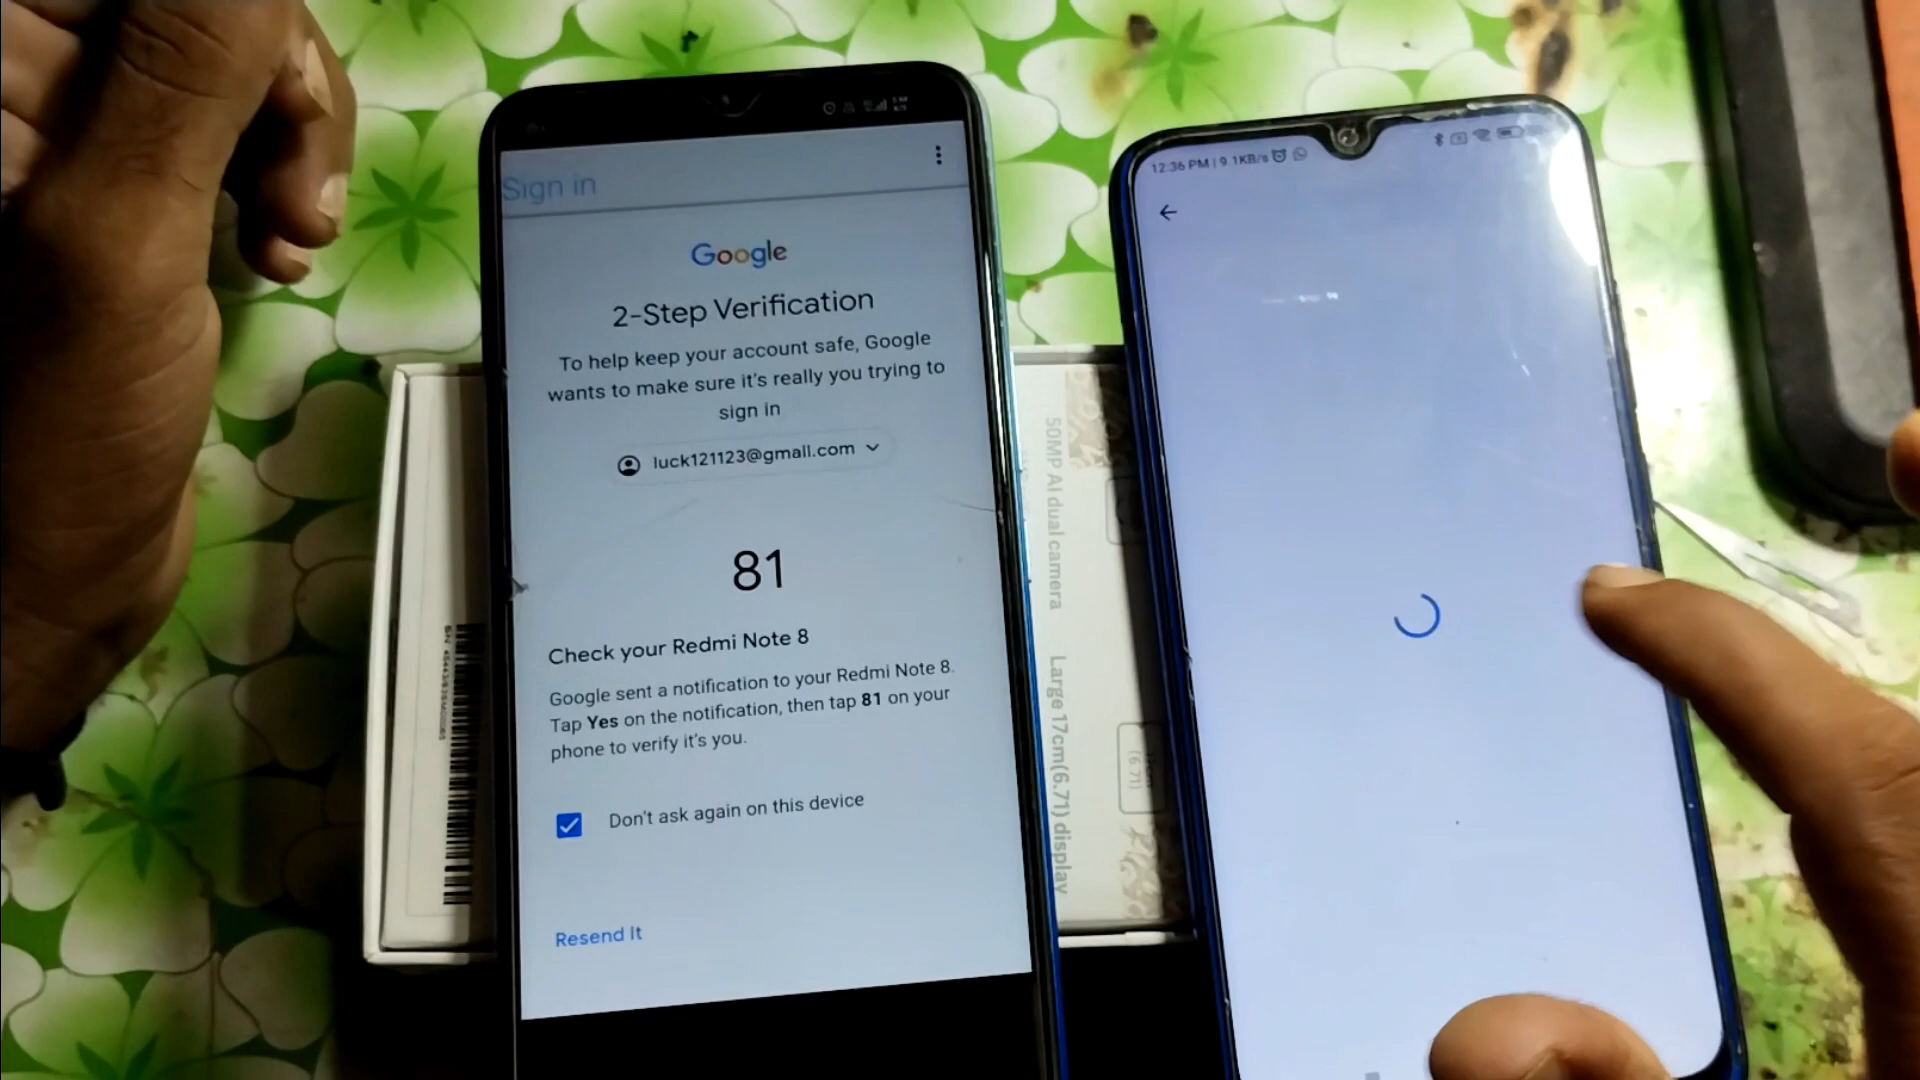 Sign in
Google
2-Step Verification
To help keep your account safe, Google
wants to make sure it's really you trying to
sign in
luck121123@gmail.com
81
Check your Redmi Note 8
Google sent a notification to your Redmi Note 8.
Tap Yes on the notification, then tap 81 on your
phone to verify it's you.
Don't ask again on this device
Resend It
12:36 PM | 9.1KB/s
50MP AI dual camera
Large 17cm(6.71) display
(6.71)